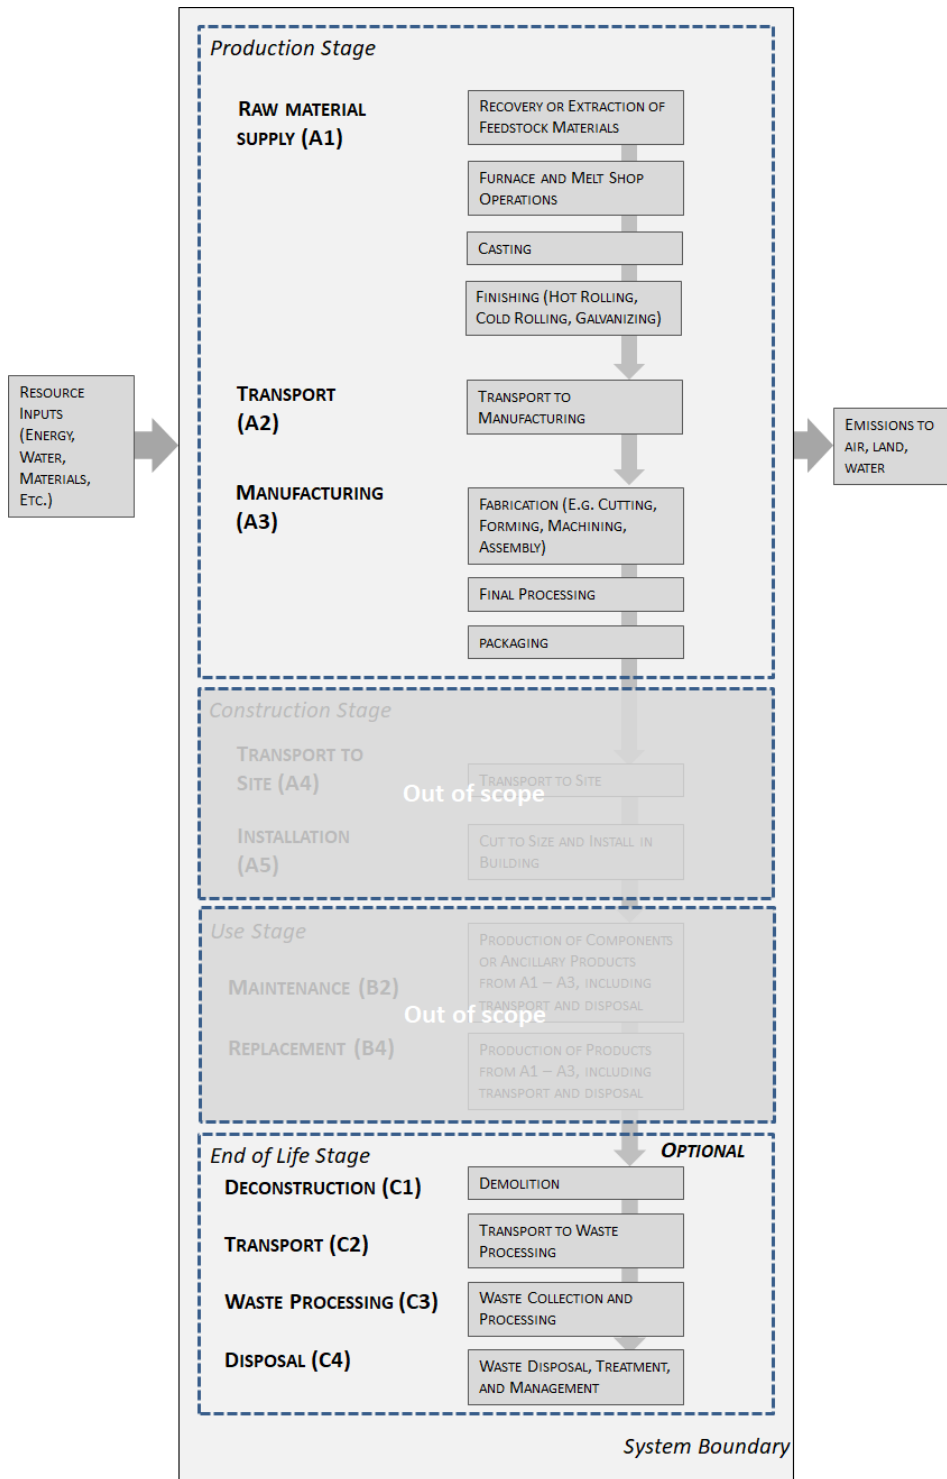 Production Stage
RAW MATERIAL
SUPPLY (A1)
RECOVERY OR EXTRACTION OF
FEEDSTOCK MATERIALS
FURNACE AND MELT SHOP
OPERATIONS
CASTING
FINISHING (HOT ROLLING,
COLD ROLLING, GALVANIZING)
RESOURCE
INPUTS
(ENERGY,
WATER,
MATERIALS,
ETC.)
TRANSPORT
(A2)
TRANSPORT TO
MANUFACTURING
EMISSIONS TO
AIR, LAND,
WATER
MANUFACTURING
(A3)
FABRICATION (E.G. CUTTING,
FORMING, MACHINING,
ASSEMBLY)
FINAL PROCESSING
PACKAGING
Construction Stage
TRANSPORT TO
SITE (A4)
TRANSPORT TO SITE
Out of scope
INSTALLATION
(A5)
CUT TO SIZE AND INSTALL IN
BUILDING
Use Stage
MAINTENANCE (B2)
PRODUCTION OF COMPONENTS
OR ANCILLARY PRODUCTS
FROM A1 – A3, INCLUDING
TRANSPORT AND DISPOSAL
Out of scope
REPLACEMENT (B4)
PRODUCTION OF PRODUCTS
FROM A1 – A3, INCLUDING
TRANSPORT AND DISPOSAL
End of Life Stage
OPTIONAL
DECONSTRUCTION (C1)
DEMOLITION
TRANSPORT (C2)
TRANSPORT TO WASTE
PROCESSING
WASTE PROCESSING (C3)
WASTE COLLECTION AND
PROCESSING
DISPOSAL (C4)
WASTE DISPOSAL, TREATMENT,
AND MANAGEMENT
System Boundary